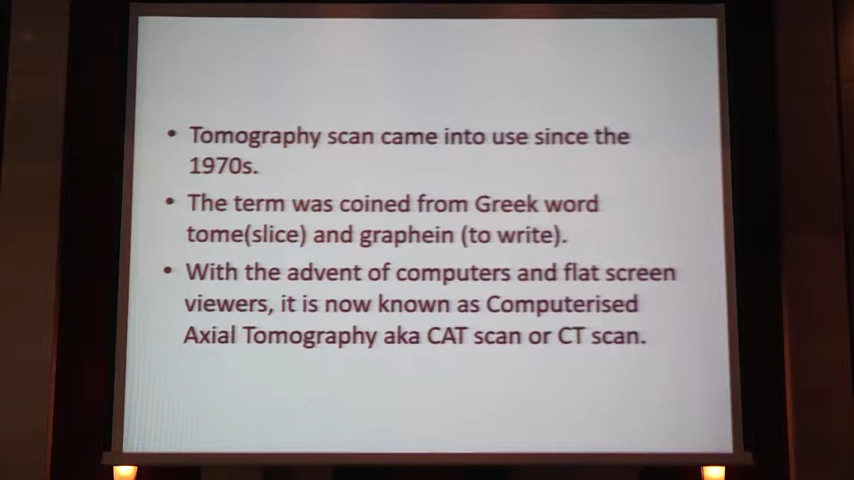 • Tomography scan came into use since the
1970s.
• The term was coined from Greek word
tome(slice) and graphein (to write).
• With the advent of computers and flat screen
viewers, it is now known as Computerised
Axial Tomography aka CAT scan or CT scan.